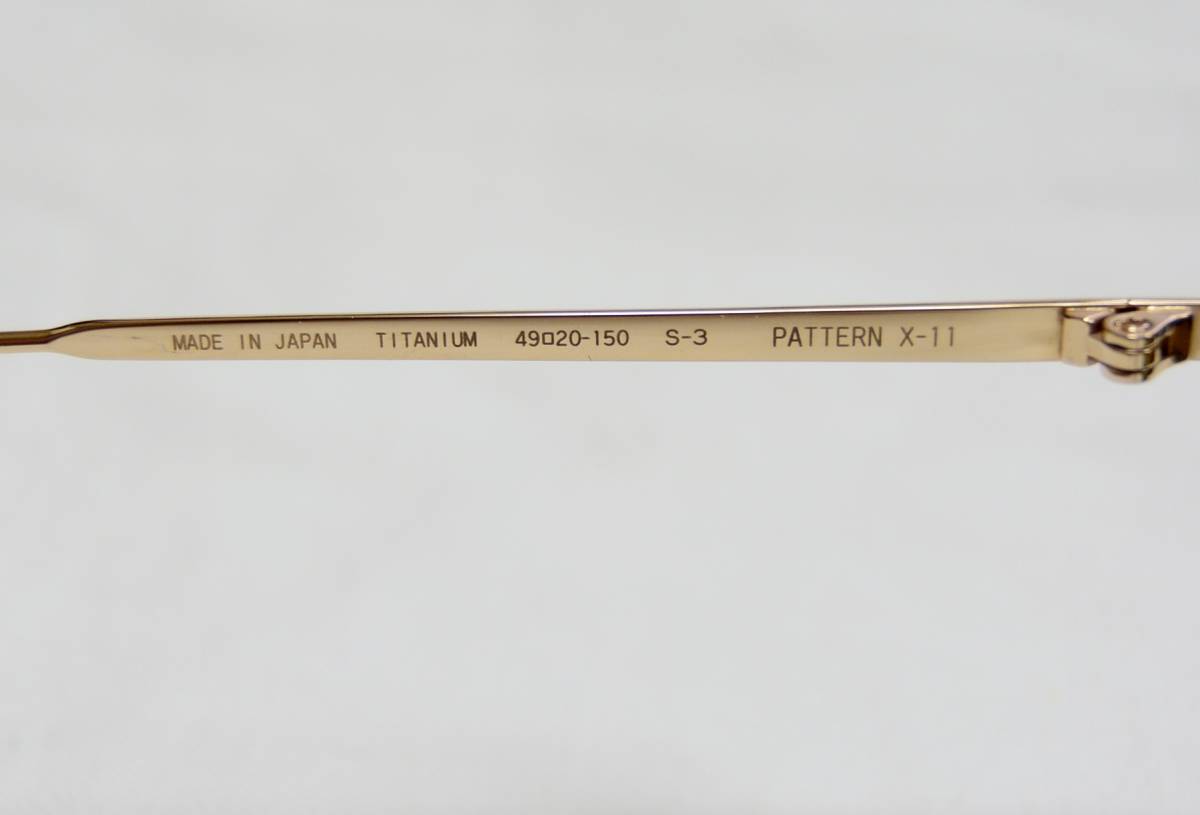 MADE IN JAPAN TITANIUM 49□20-150 S-3 PATTERN X-11